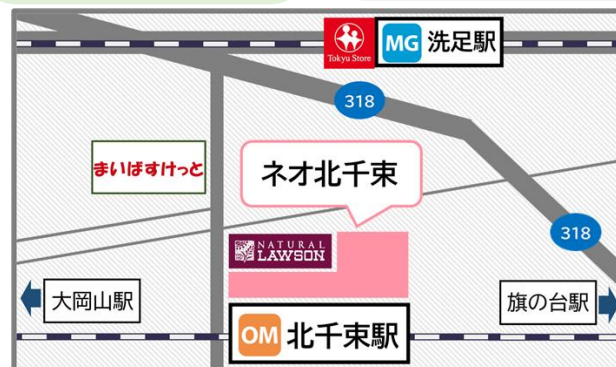 Tokyu Store
MG 洗足駅
318
まいばすけっと
ネオ北千束
318
NATURAL
LAWSON
大岡山駅
旗の台駅
OM 北千束駅